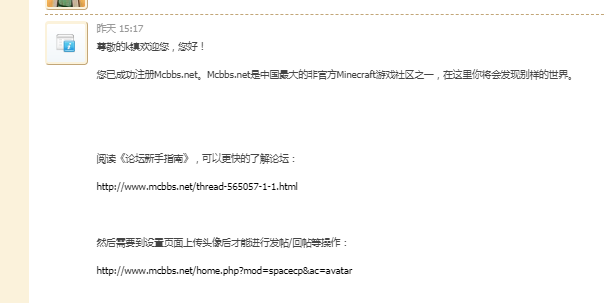 昨天 15:17
尊敬的k镇欢迎您，您好！
您已成功注册Mcbbs.net。Mcbbs.net是中国最大的非官方Minecraft游戏社区之一，在这里你将会发现别样的世界。
阅读《论坛新手指南》，可以更快的了解论坛：
http://www.mcbbs.net/thread-565057-1-1.html
然后需要到设置页面上传头像后才能进行发帖/回帖等操作：
http://www.mcbbs.net/home.php?mod=spacecp&ac=avatar